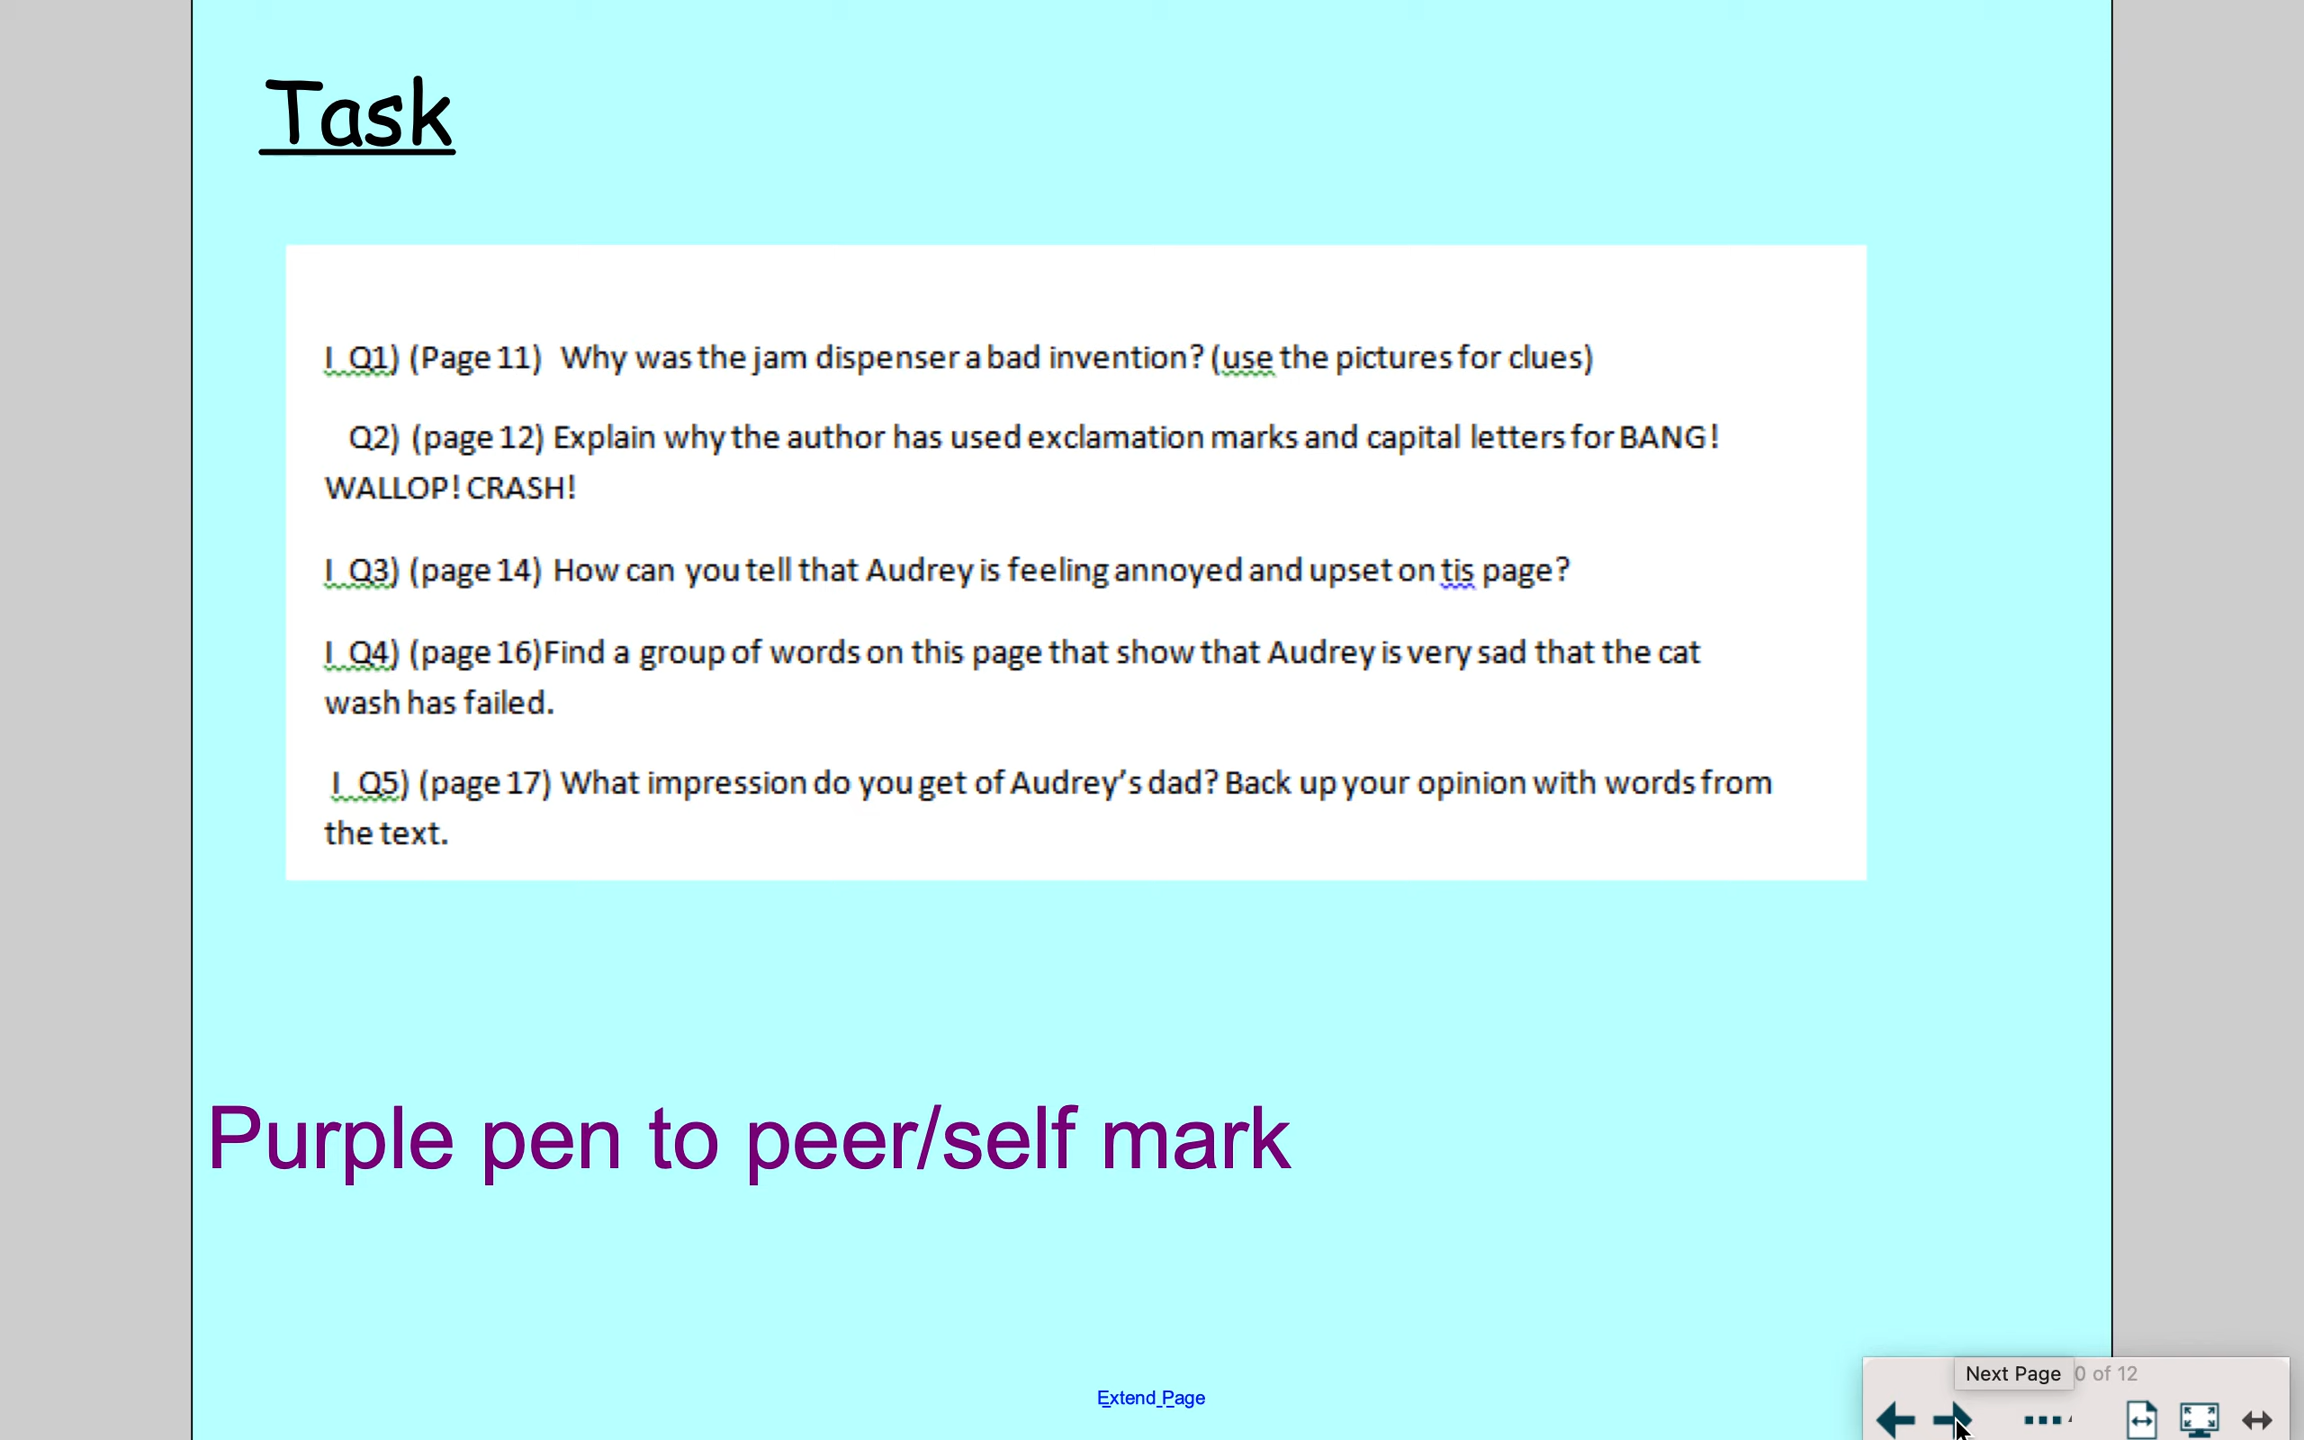 Task
I Q1) (Page 11) Why was the jam dispenser a bad invention? (use the pictures for clues)
Q2) (page 12) Explain why the author has used exclamation marks and capital letters for BANG!
WALLOP! CRASH!
I Q3) (page 14) How can you tell that Audrey is feeling annoyed and upset on tis page?
I Q4) (page 16)Find a group of words on this page that show that Audrey is very sad that the cat
wash has failed.
I Q5) (page 17) What impression do you get of Audrey's dad? Back up your opinion with words from
the text.
Purple pen to peer/self mark
Extend Page
Next Page 0 of 12